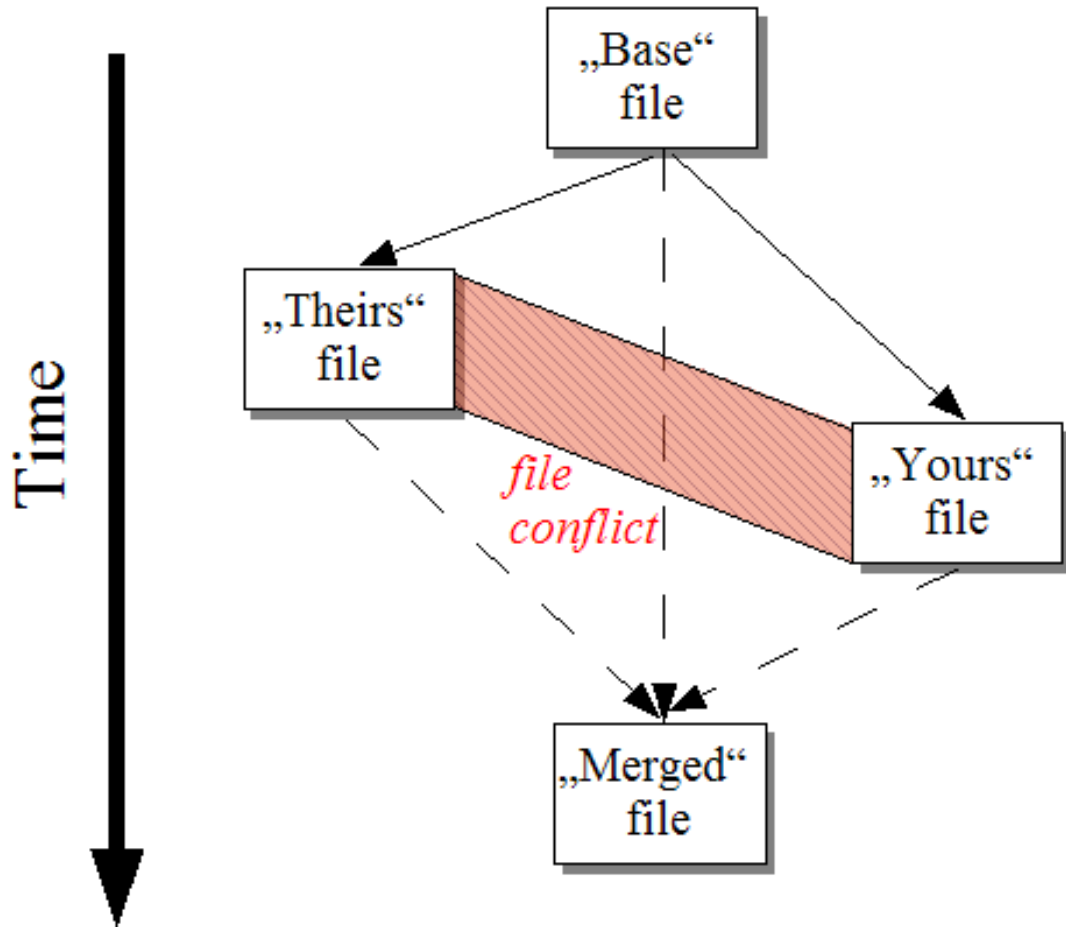 „Base“
file
Time
„Theirs“
file
„Yours“
file
file
conflict
„Merged“
file